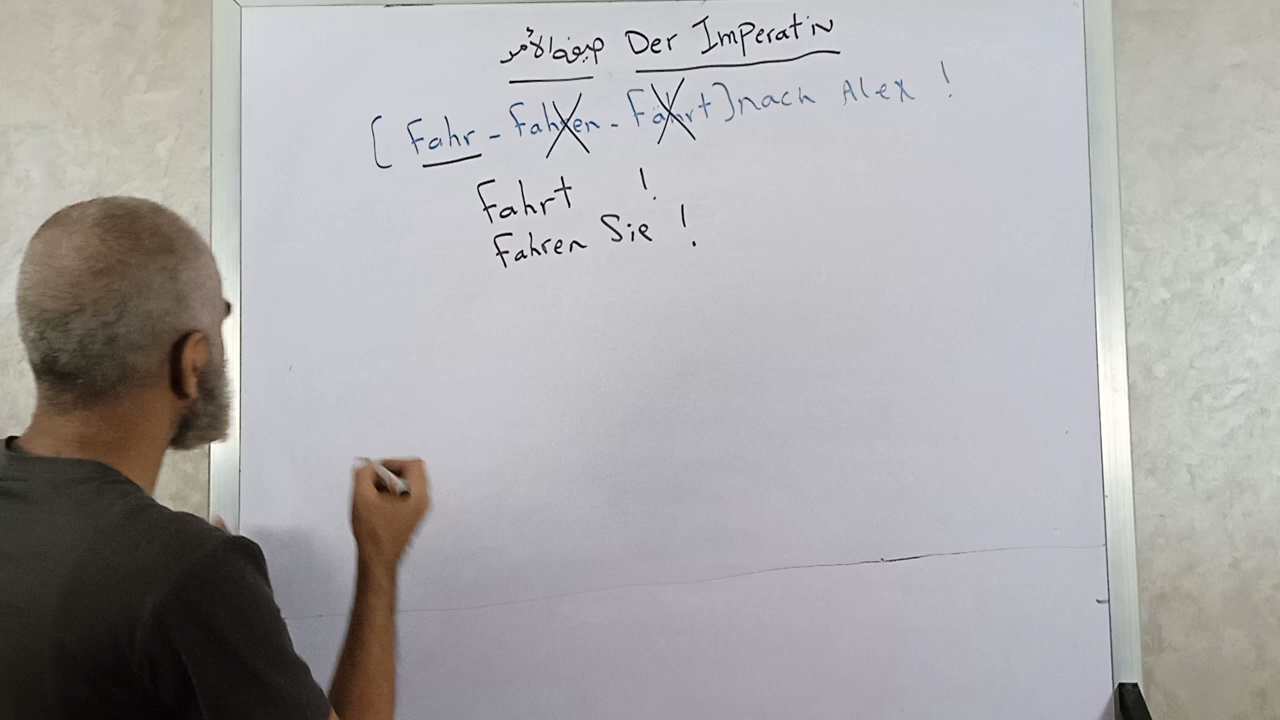 صيغة الأمر Der Imperativ
[ Fahr - Fahren - Fährt ] nach Alex !
Fahrt !
Fahren Sie !